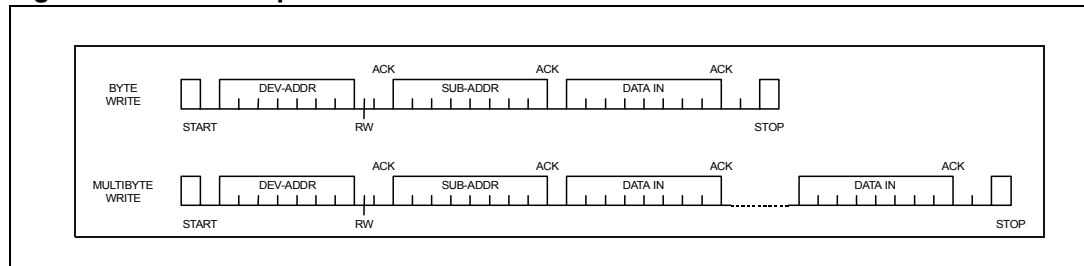 ACK ACK ACK
BYTE WRITE DEV-ADDR SUB-ADDR DATA IN
START RW STOP
ACK ACK ACK ACK
MULTIBYTE WRITE DEV-ADDR SUB-ADDR DATA IN DATA IN
START RW STOP